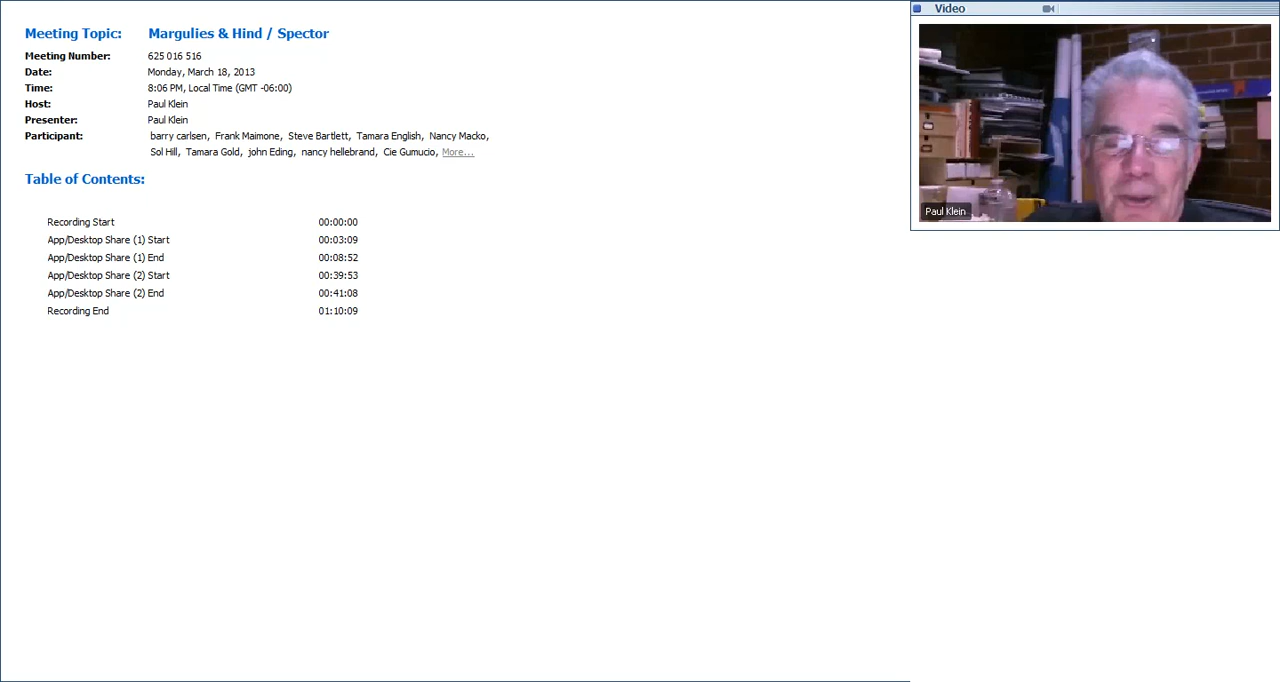 Meeting Topic: Margulies & Hind / Spector
Meeting Number: 625 016 516
Date: Monday, March 18, 2013
Time: 8:06 PM, Local Time (GMT -06:00)
Host: Paul Klein
Presenter: Paul Klein
Participant: barry carlsen, Frank Maimone, Steve Bartlett, Tamara English, Nancy Macko,
Sol Hill, Tamara Gold, john Eding, nancy hellebrand, Cie Gumucio, More...
Table of Contents:
Recording Start 00:00:00
App/Desktop Share (1) Start 00:03:09
App/Desktop Share (1) End 00:08:52
App/Desktop Share (2) Start 00:39:53
App/Desktop Share (2) End 00:41:08
Recording End 01:10:09
Video
Paul Klein